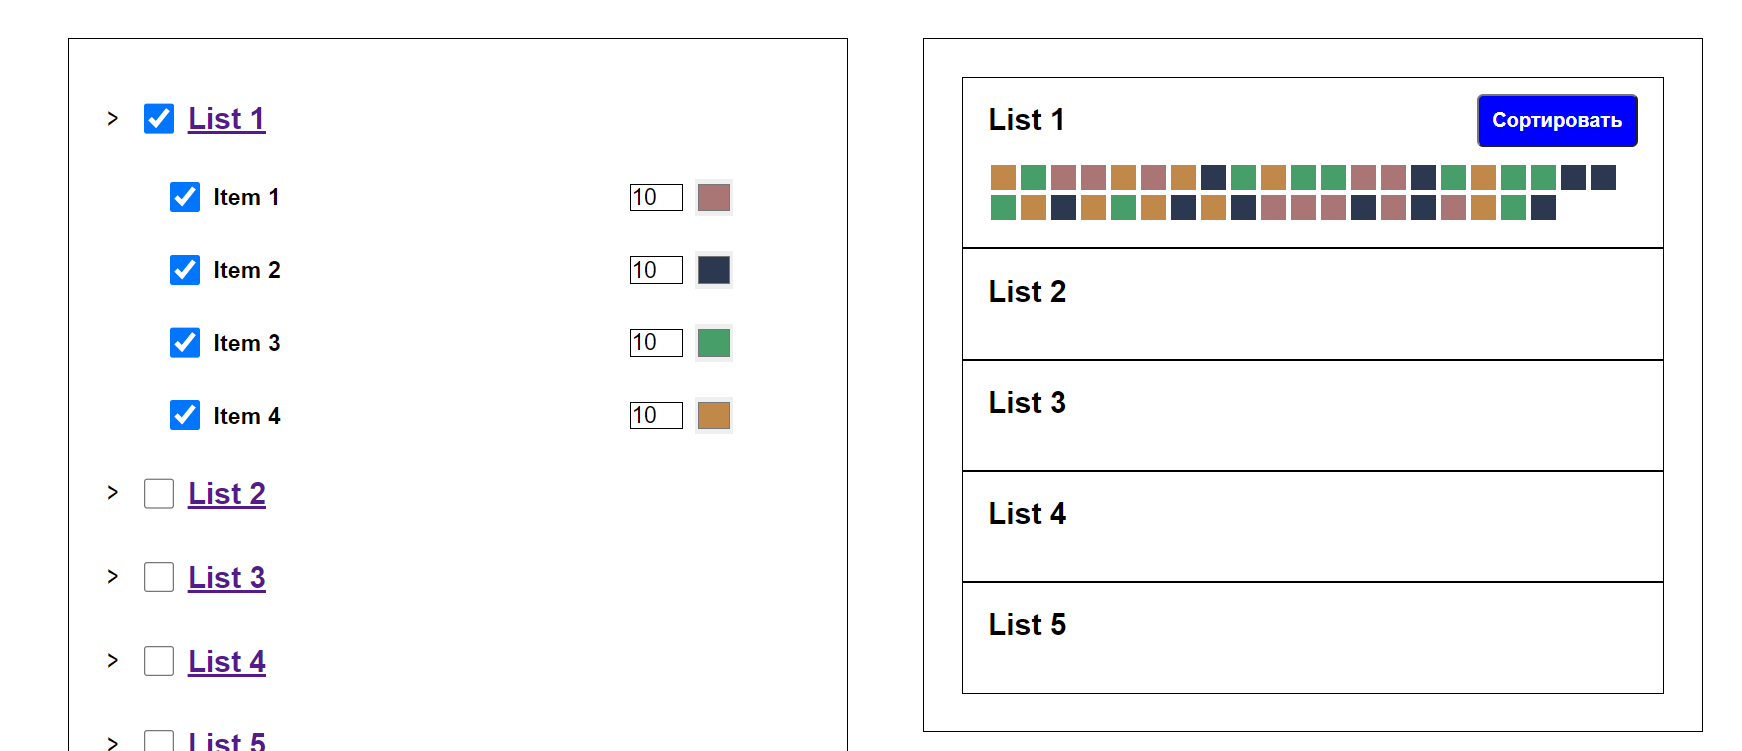 > List 1
Item 1 10
Item 2 10
Item 3 10
Item 4 10
> List 2
> List 3
> List 4
> List 5
List 1 Сортировать
List 2
List 3
List 4
List 5